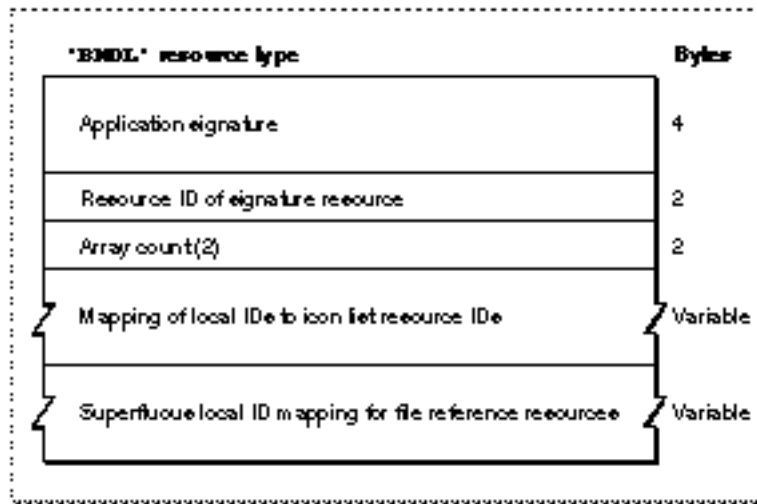 'BNDL' resource type Bytes
Application signature 4
Resource ID of signature resource 2
Array count (2) 2
Mapping of local IDs to icon list resource IDs Variable
Superfluous local ID mapping for file reference resources Variable